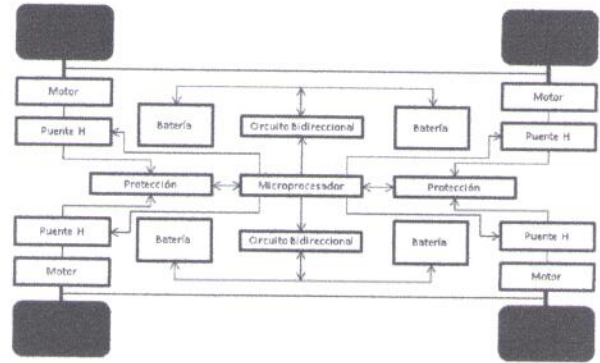 Motor
Motor
Puente H
Batería
Circuito Bidireccional
Batería
Puente H
Protección
Microprocesador
Protección
Puente H
Batería
Circuito Bidireccional
Batería
Puente H
Motor
Motor